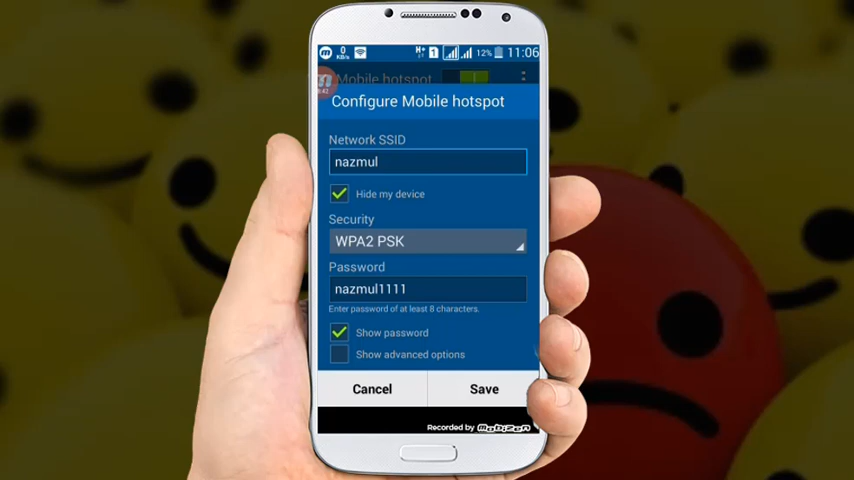 0 KB/s H+ 1 12% 11:06
Mobile hotspot
Configure Mobile hotspot
Network SSID
nazmul
Hide my device
Security
WPA2 PSK
Password
nazmul1111
Enter password of at least 8 characters.
Show password
Show advanced options
Cancel Save
Recorded by mobizen